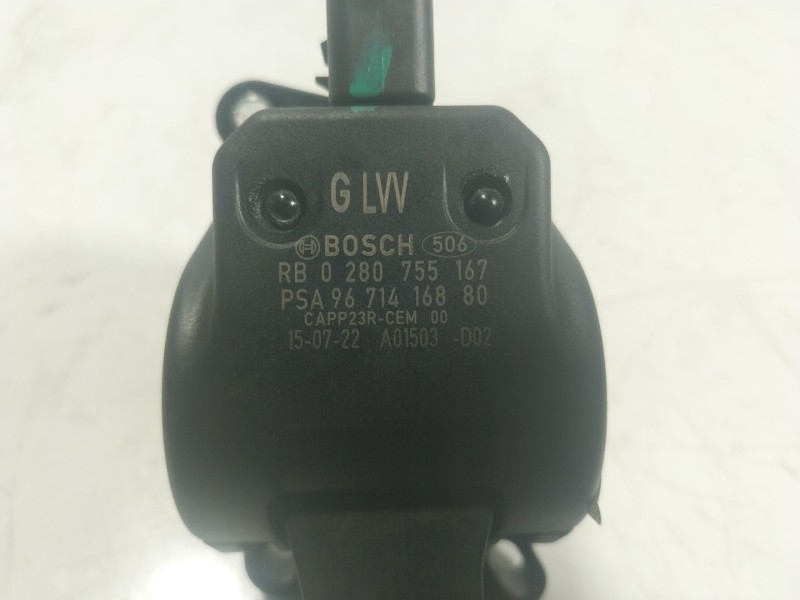 G LVV
BOSCH 506
RB 0 280 755 167
PSA 96 714 168 80
CAPP23R-CEM 00
15-07-22 A01503 -D02